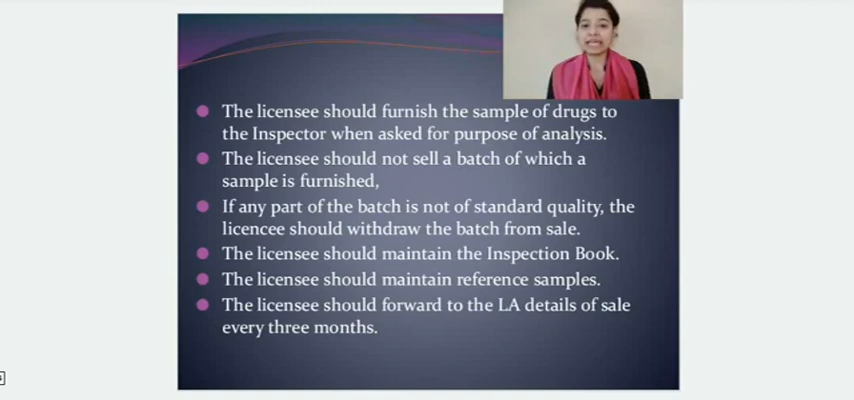 The licensee should furnish the sample of drugs to
the Inspector when asked for purpose of analysis.
The licensee should not sell a batch of which a
sample is furnished,
If any part of the batch is not of standard quality, the
licencee should withdraw the batch from sale.
The licensee should maintain the Inspection Book.
The licensee should maintain reference samples.
The licensee should forward to the LA details of sale
every three months.